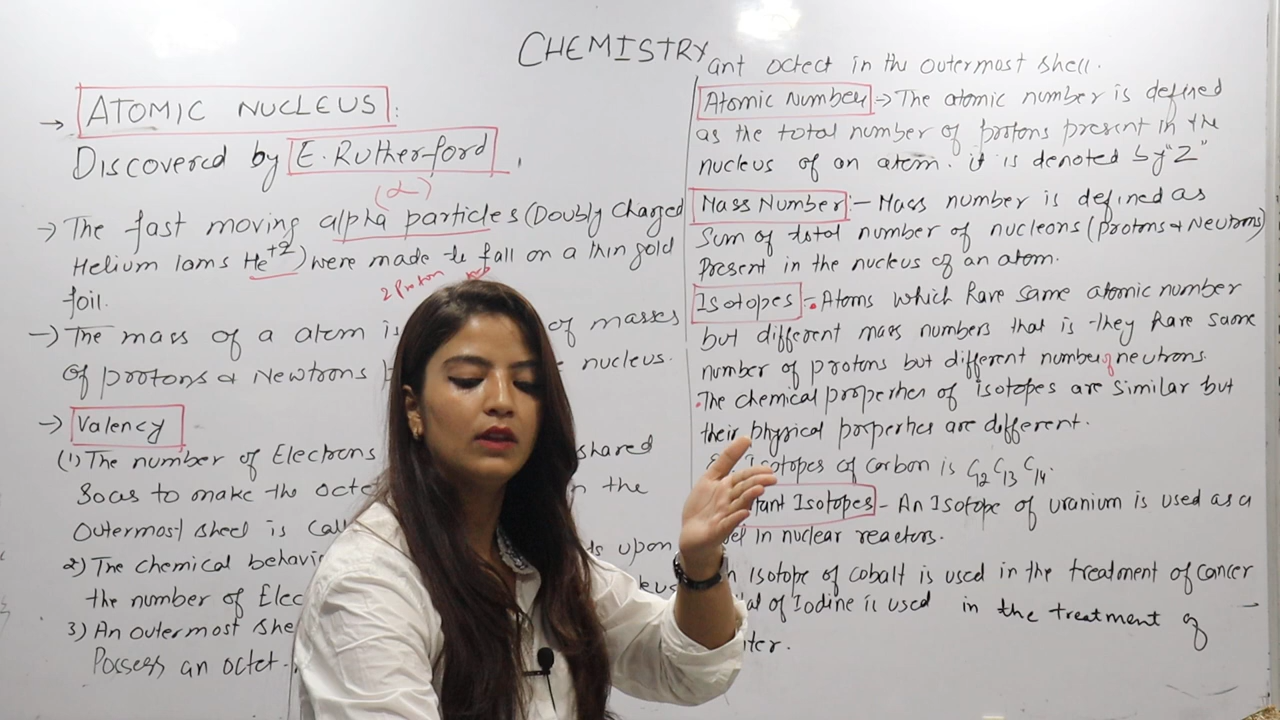 CHEMISTRY
→ ATOMIC NUCLEUS:
Discovered by E. Rutherford.
(α)
→ The fast moving alpha particles (Doubly Charged
Helium Ions He+2) were made to fall on a thin gold
2 Proton
foil.
→) The mass of a atom is of masses
of protons & Newtrons nucleus.
→ Valency
(1) The number of Electrons shared
soas to make the octe the
Outermost sheel is call
2) The chemical behavi upon
the number of Elec
3) An outermost she
Possess an octet.
ant octect in the outermost shell.
Atomic Number → The atomic number is defined
as the total number of protons present in the
nucleus of an atom. it is denoted by "Z"
Mass Number :- Mass number is defined as
Sum of total number of nucleons (Protons & Neutrons)
Present in the nucleus of an atom.
Isotopes :- Atoms which have same atomic number
but different mass numbers that is they have same
number of protons but different number of neutrons.
.The chemical properties of isotopes are similar but
their physical properties are different.
Isotopes of carbon is C12 C13 C14.
tant Isotopes - An Isotope of uranium is used as a
el in nuclear reactors.
n Isotope of cobalt is used in the treatment of cancer
of Iodine is used in the treatment of
iter.